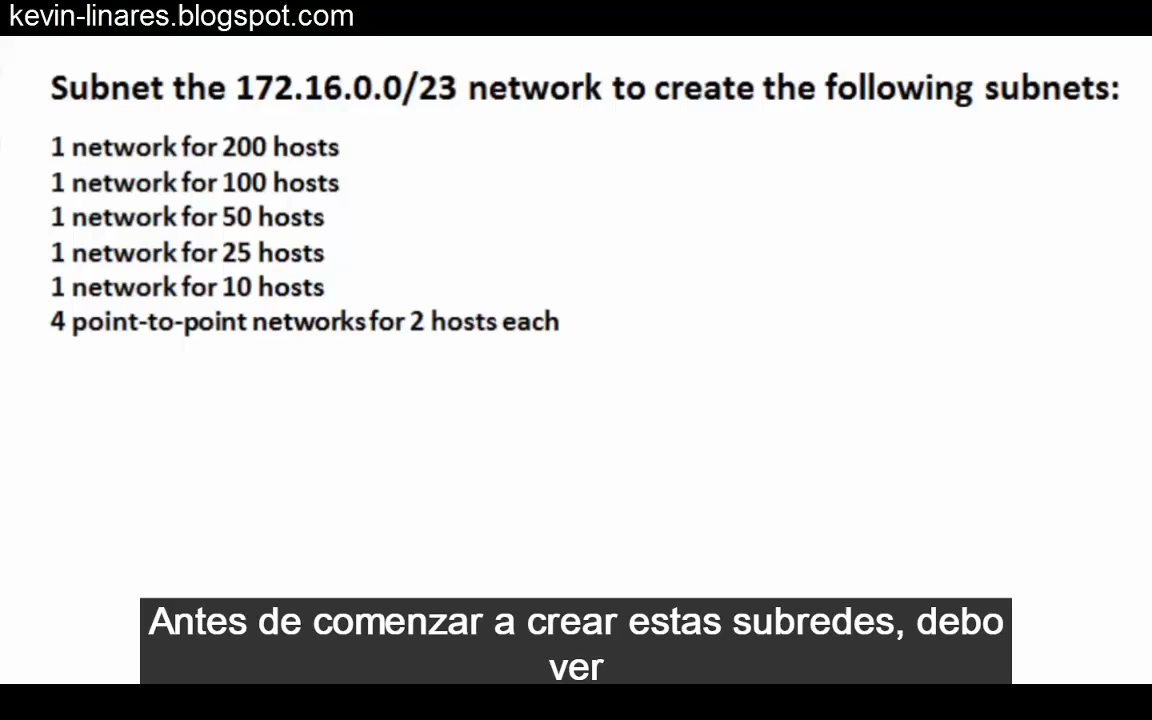 kevin-linares.blogspot.com
Subnet the 172.16.0.0/23 network to create the following subnets:
1 network for 200 hosts
1 network for 100 hosts
1 network for 50 hosts
1 network for 25 hosts
1 network for 10 hosts
4 point-to-point networks for 2 hosts each
Antes de comenzar a crear estas subredes, debo
ver